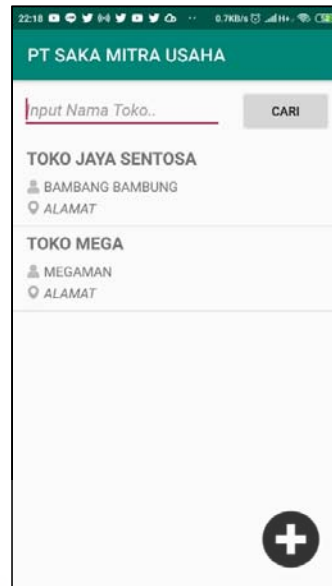 22:18 0.7KB/s H+
PT SAKA MITRA USAHA
Input Nama Toko..
CARI
TOKO JAYA SENTOSA
BAMBANG BAMBUNG
ALAMAT
TOKO MEGA
MEGAMAN
ALAMAT